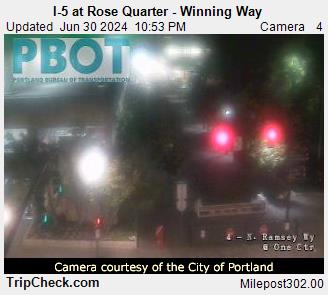 I-5 at Rose Quarter - Winning Way
Updated Jun 30 2024 10:53 PM Camera 4
PBOT
PORTLAND BUREAU OF TRANSPORTATION
4 - N. Ramsey Wy
@ One Ctr
Camera courtesy of the City of Portland
TripCheck.com Milepost302.00